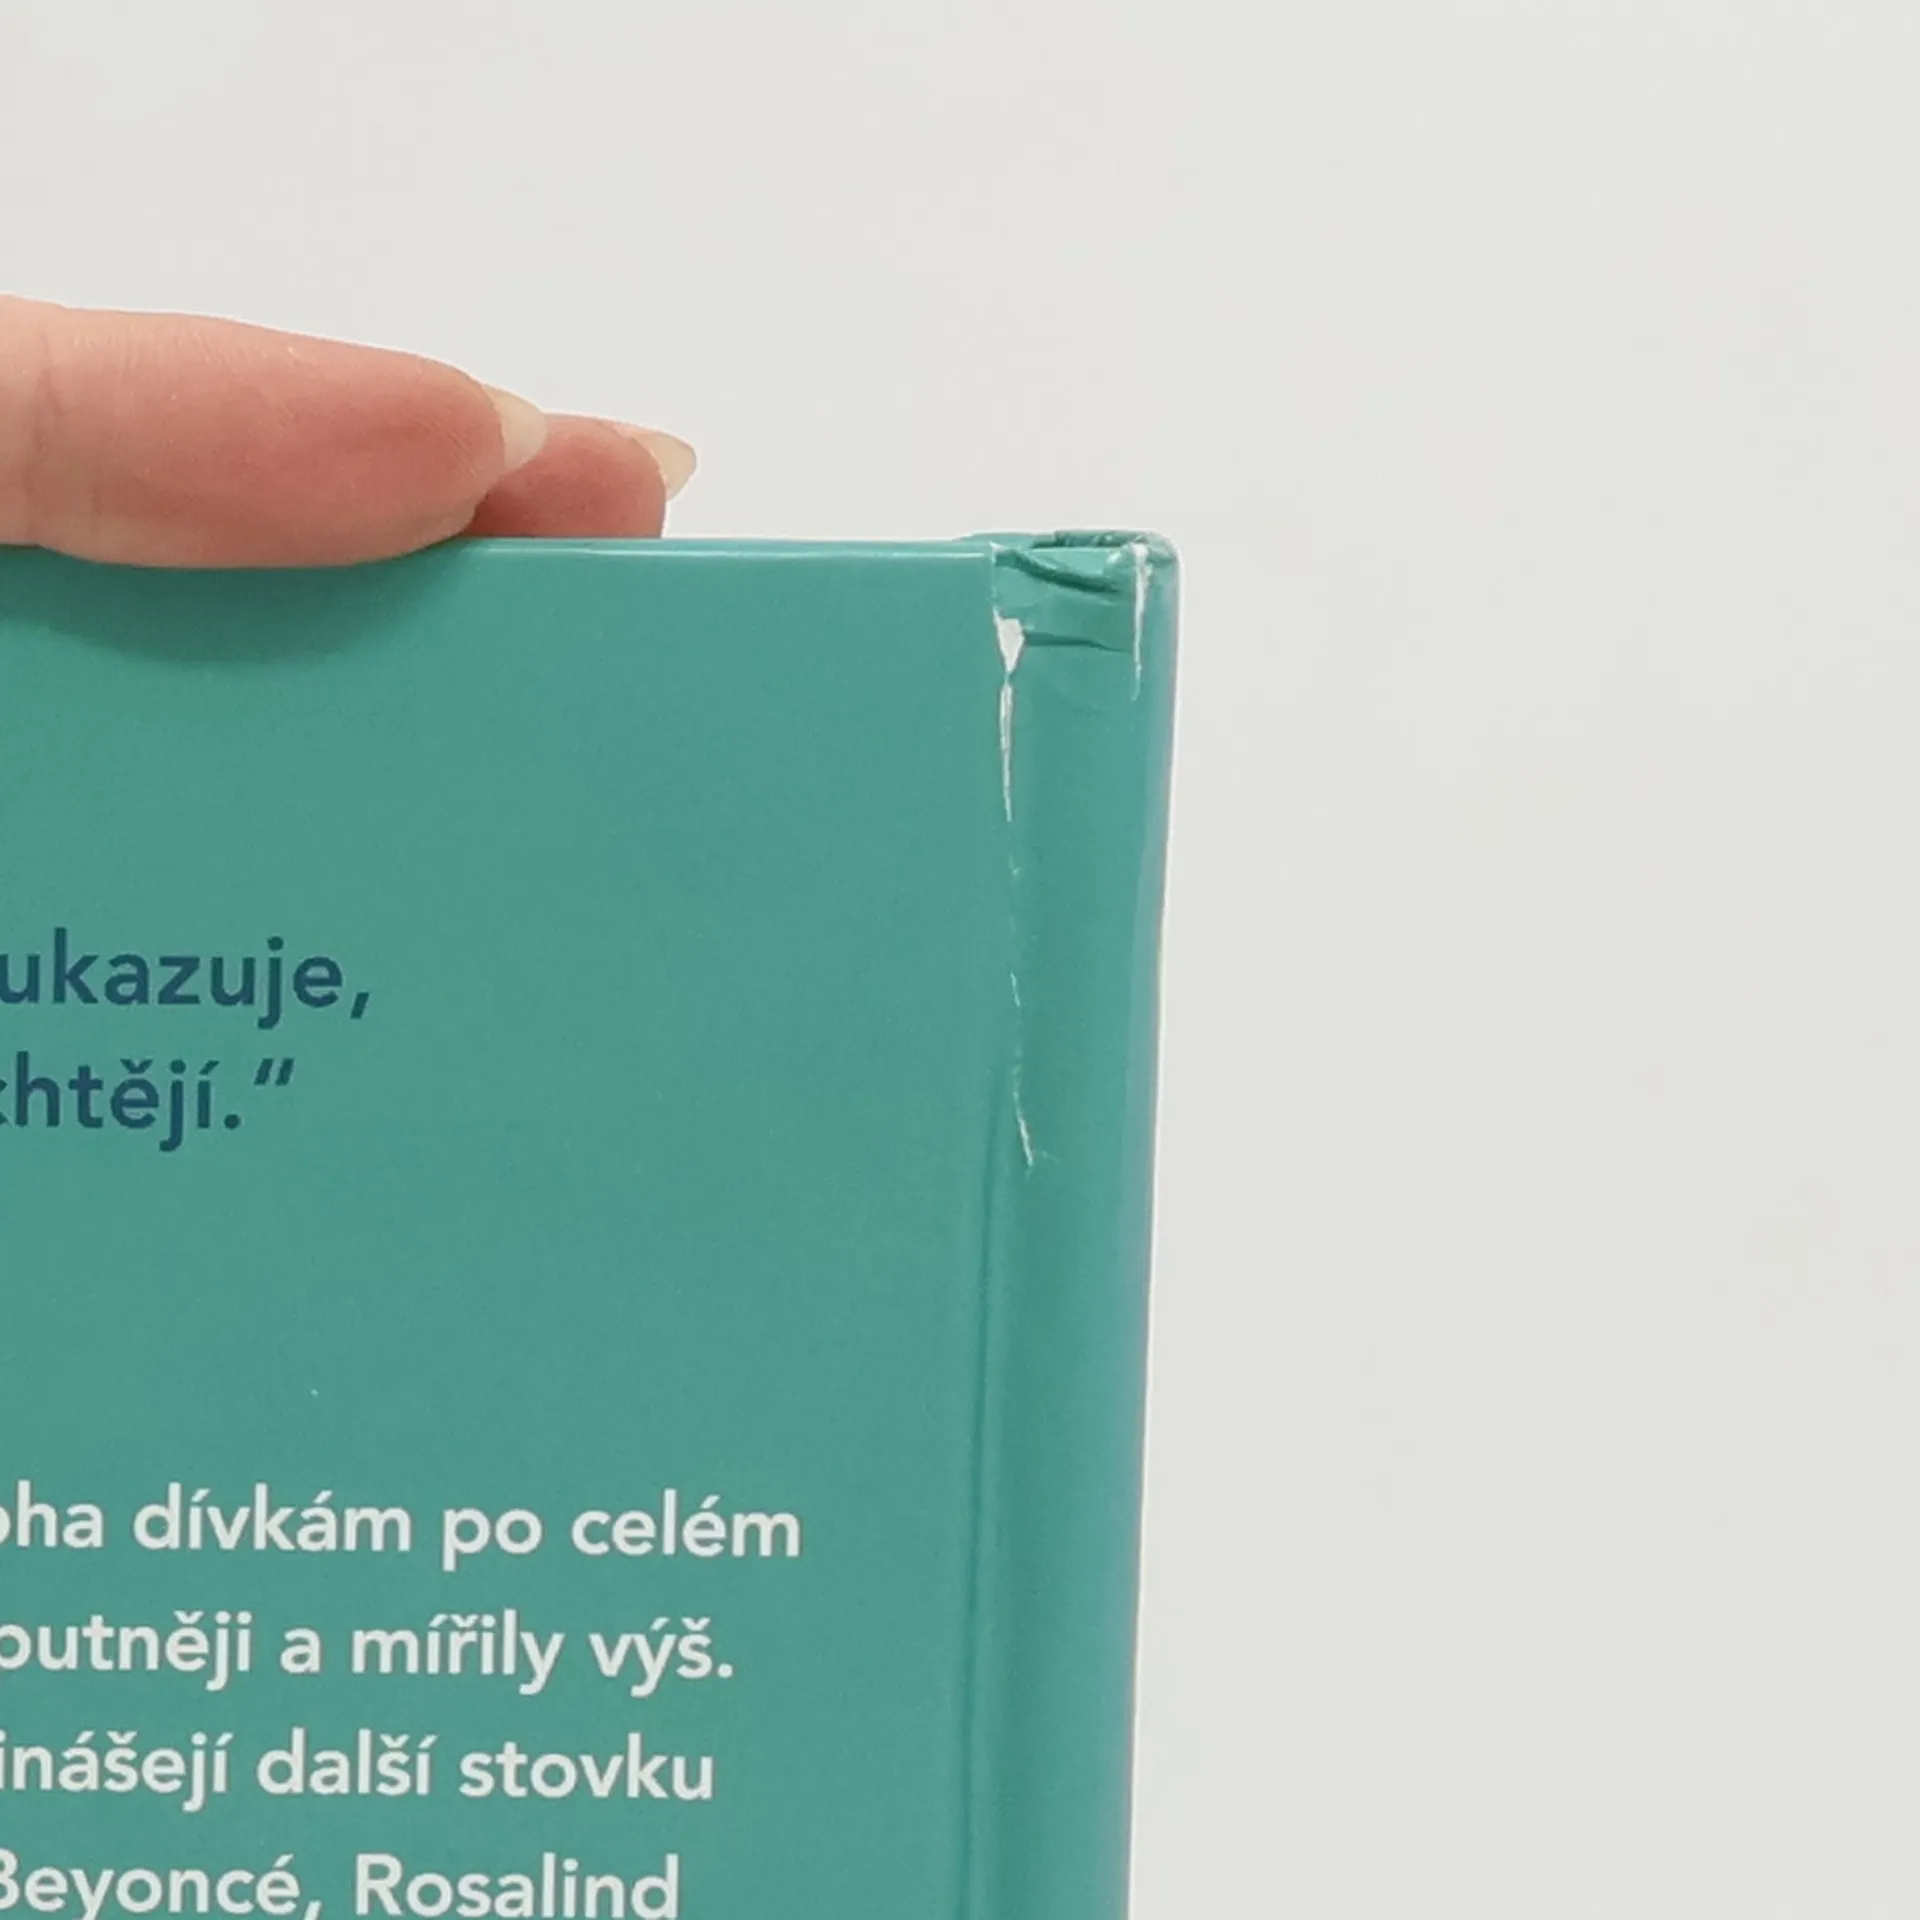 ukazuje,
chtějí.“
oha dívkám po celém
outněji a mířily výš.
inášejí další stovku
Beyoncé, Rosalind